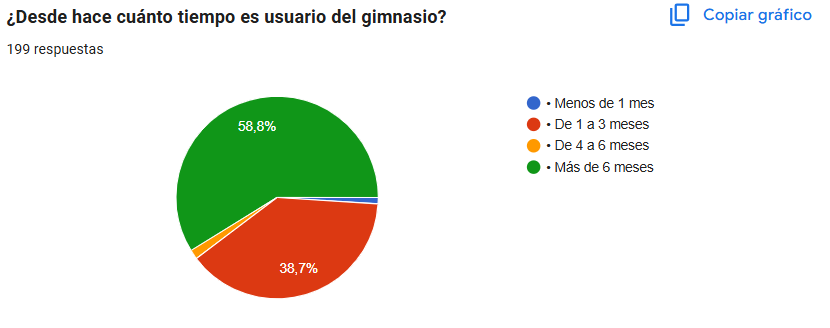 ¿Desde hace cuánto tiempo es usuario del gimnasio?
Copiar gráfico
199 respuestas
58,8%
38,7%
• Menos de 1 mes
• De 1 a 3 meses
• De 4 a 6 meses
• Más de 6 meses